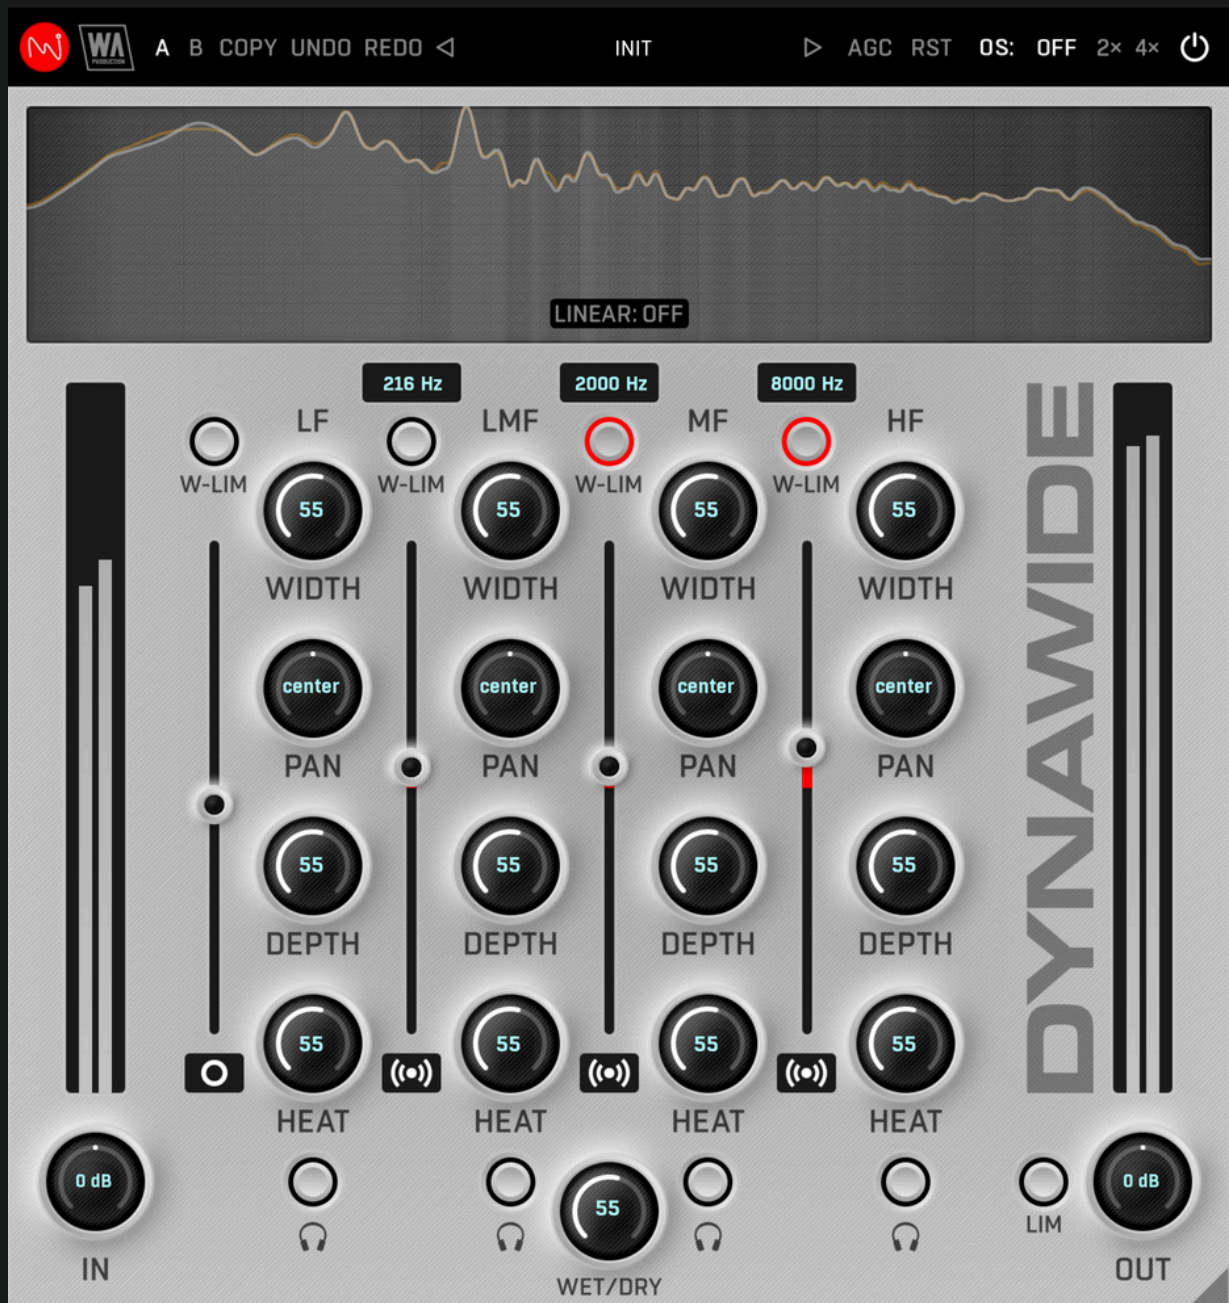 WA PRODUCTION A B COPY UNDO REDO INIT AGC RST OS: OFF 2× 4×
LINEAR: OFF
216 Hz 2000 Hz 8000 Hz
LF LMF MF HF
W-LIM W-LIM W-LIM W-LIM
55 55 55 55
WIDTH WIDTH WIDTH WIDTH
center center center center
PAN PAN PAN PAN
55 55 55 55
DEPTH DEPTH DEPTH DEPTH
55 55 55 55
HEAT HEAT HEAT HEAT
DYNAWIDE
0 dB 55 0 dB
LIM
IN WET/DRY OUT